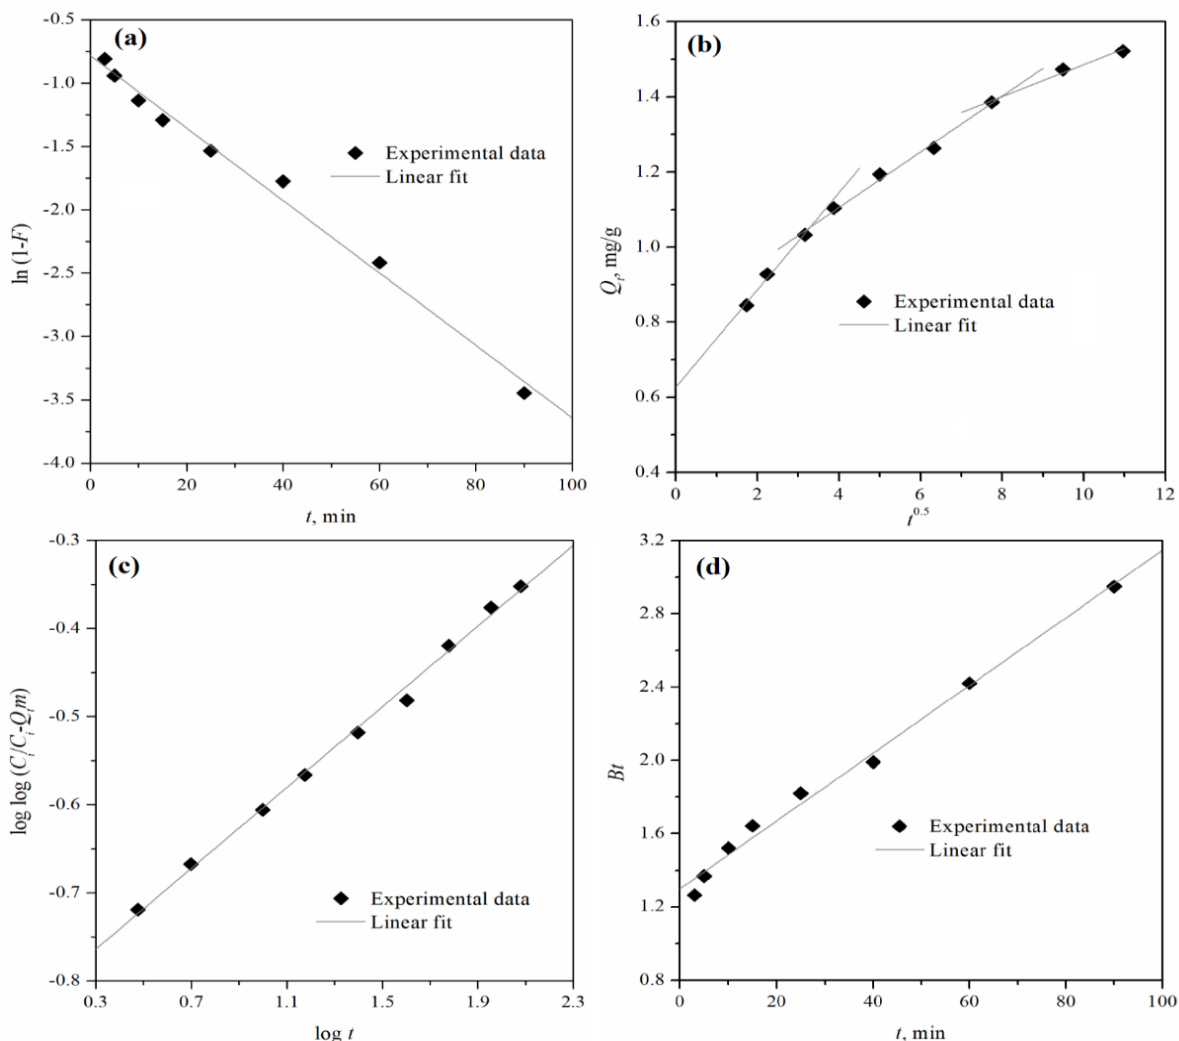 (a)
-0.5
-1.0
-1.5
-2.0
-2.5
-3.0
-3.5
-4.0
ln (1-F)
Experimental data
Linear fit
0 20 40 60 80 100
t, min
(b)
1.6
1.4
1.2
1.0
0.8
0.6
0.4
Qt, mg/g
Experimental data
Linear fit
0 2 4 6 8 10 12
t0.5
(c)
-0.3
-0.4
-0.5
-0.6
-0.7
-0.8
log log (Ci/Ci-Qtm)
Experimental data
Linear fit
0.3 0.7 1.1 1.5 1.9 2.3
log t
(d)
3.2
2.8
2.4
2.0
1.6
1.2
0.8
Bt
Experimental data
Linear fit
0 20 40 60 80 100
t, min